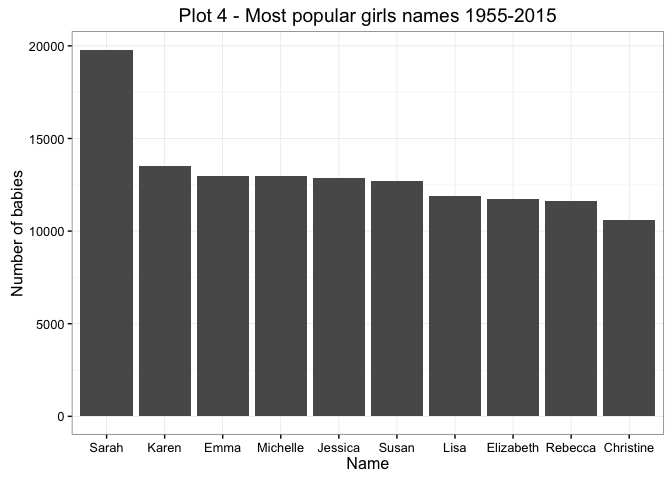 Plot 4 - Most popular girls names 1955-2015
Number of babies
20000
15000
10000
5000
0
Sarah Karen Emma Michelle Jessica Susan Lisa Elizabeth Rebecca Christine
Name